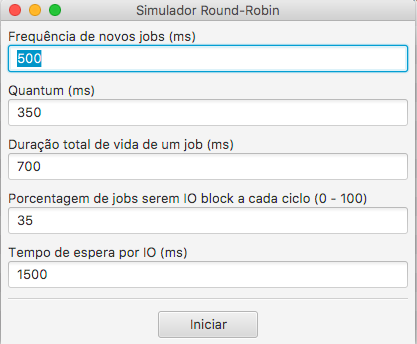 Simulador Round-Robin
Frequência de novos jobs (ms)
500
Quantum (ms)
350
Duração total de vida de um job (ms)
700
Porcentagem de jobs serem IO block a cada ciclo (0 - 100)
35
Tempo de espera por IO (ms)
1500
Iniciar